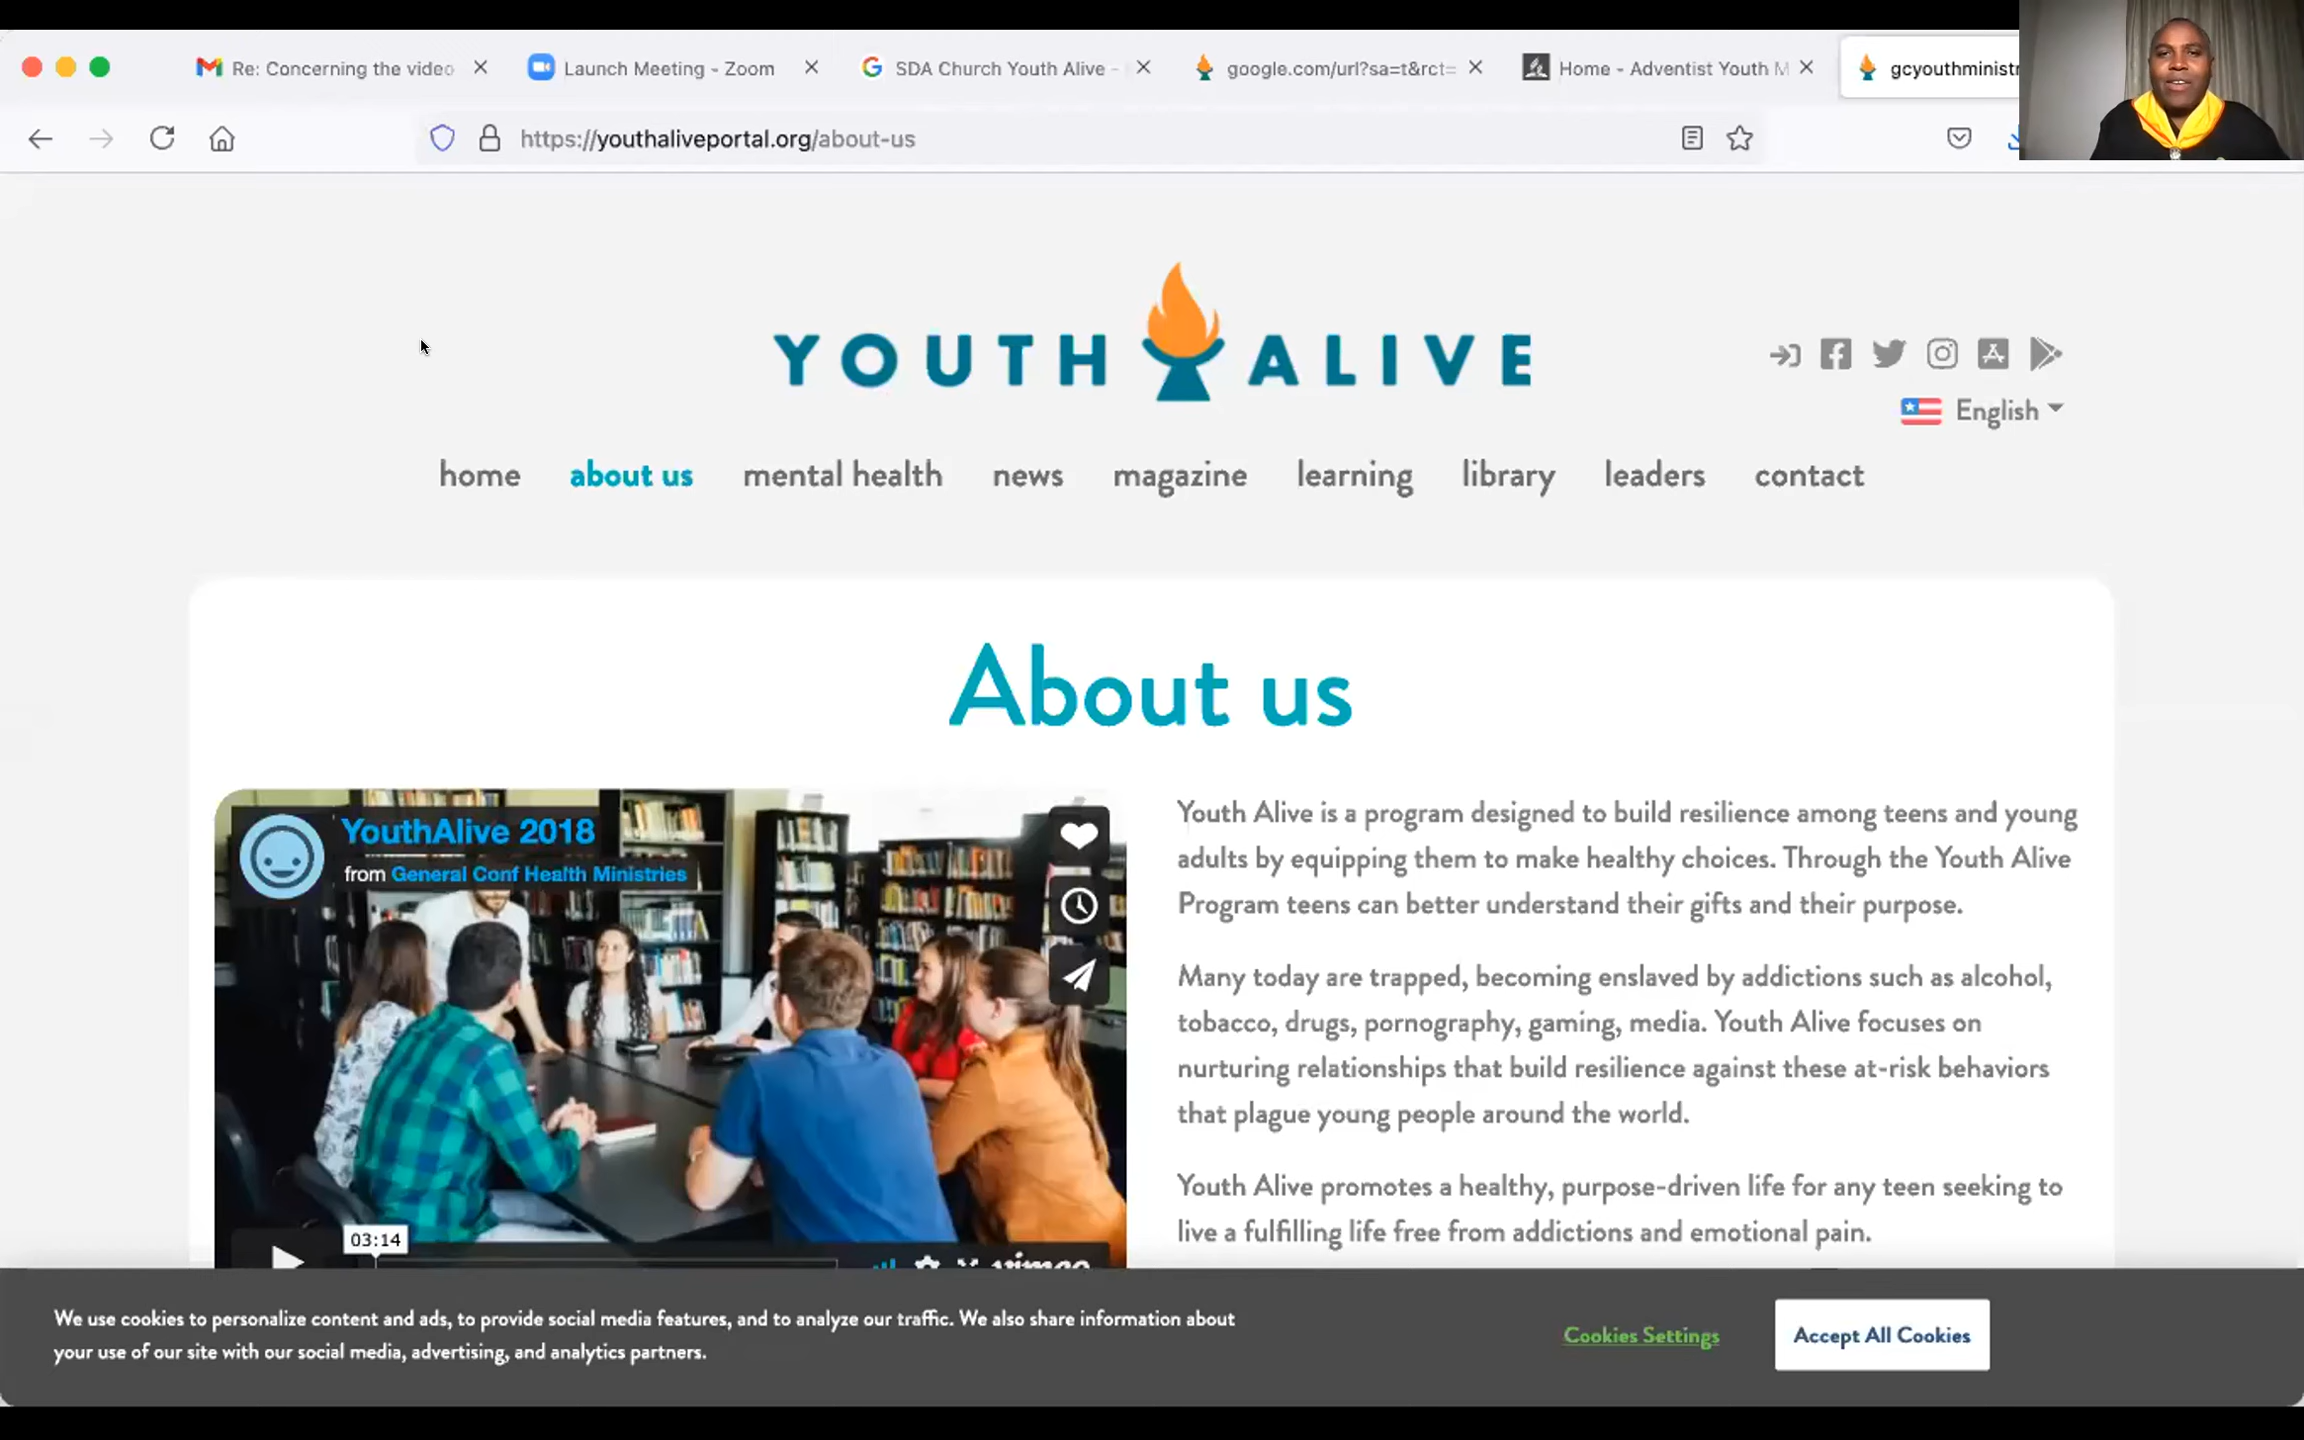 Re: Concerning the video
Launch Meeting - Zoom
SDA Church Youth Alive -
google.com/url?sa=t&rct=
Home - Adventist Youth M
gcyouthministr
https://youthaliveportal.org/about-us
YOUTH ALIVE
English
home about us mental health news magazine learning library leaders contact
About us
YouthAlive 2018
from General Conf Health Ministries
03:14
vimeo
Youth Alive is a program designed to build resilience among teens and young
adults by equipping them to make healthy choices. Through the Youth Alive
Program teens can better understand their gifts and their purpose.
Many today are trapped, becoming enslaved by addictions such as alcohol,
tobacco, drugs, pornography, gaming, media. Youth Alive focuses on
nurturing relationships that build resilience against these at-risk behaviors
that plague young people around the world.
Youth Alive promotes a healthy, purpose-driven life for any teen seeking to
live a fulfilling life free from addictions and emotional pain.
We use cookies to personalize content and ads, to provide social media features, and to analyze our traffic. We also share information about
your use of our site with our social media, advertising, and analytics partners.
Cookies Settings
Accept All Cookies